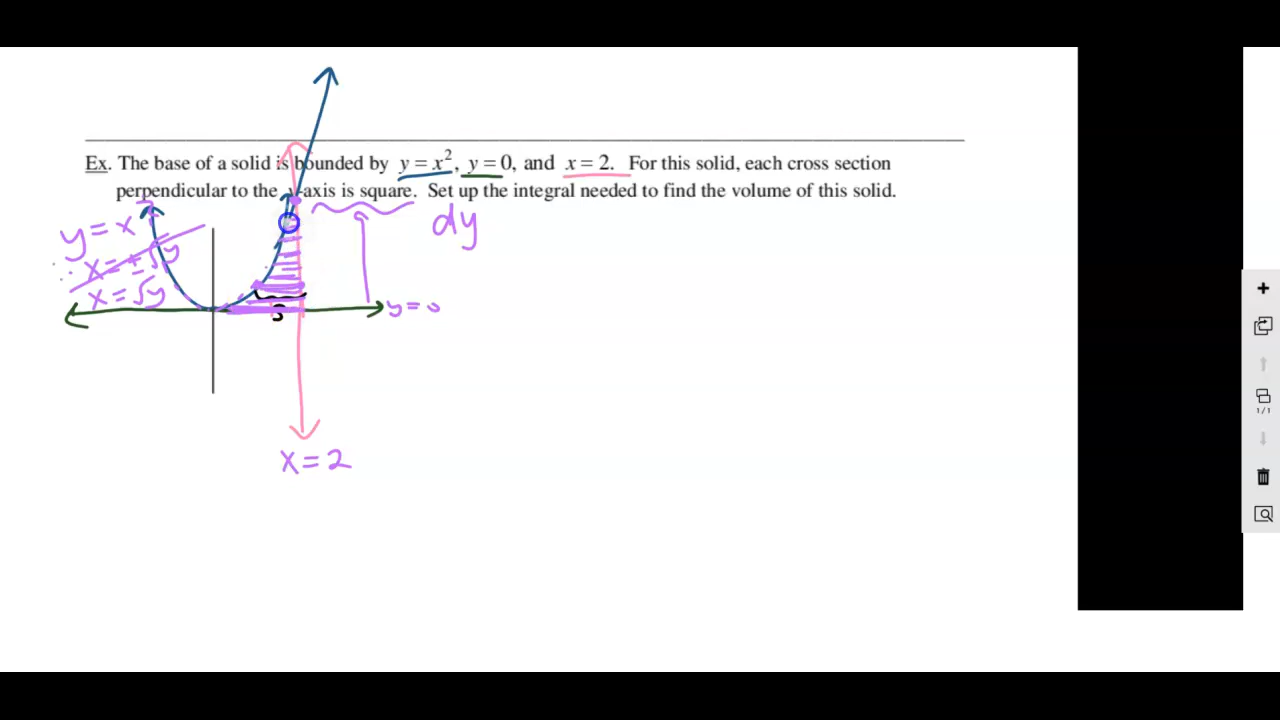 Ex. The base of a solid is bounded by y = x², y = 0, and x = 2. For this solid, each cross section
perpendicular to the y-axis is square. Set up the integral needed to find the volume of this solid.
y = x²
dy
x = ±√y
x = √y
y = 0
s
x = 2
1/1